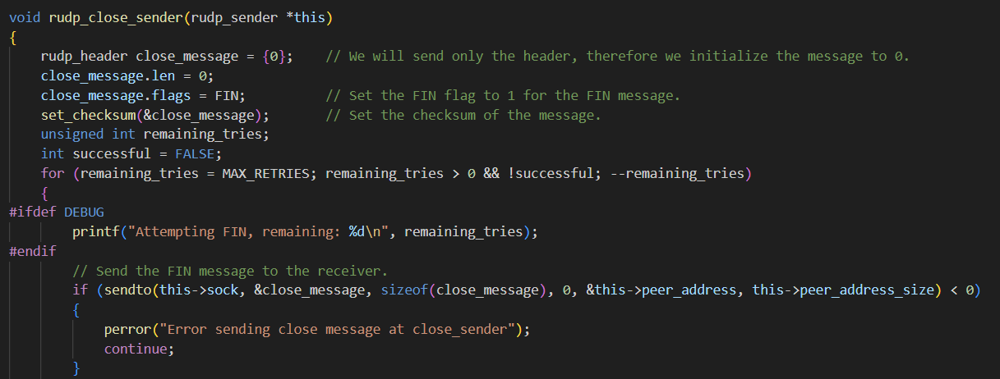 void rudp_close_sender(rudp_sender *this)
{
    rudp_header close_message = {0};    // We will send only the header, therefore we initialize the message to 0.
    close_message.len = 0;
    close_message.flags = FIN;          // Set the FIN flag to 1 for the FIN message.
    set_checksum(&close_message);       // Set the checksum of the message.
    unsigned int remaining_tries;
    int successful = FALSE;
    for (remaining_tries = MAX_RETRIES; remaining_tries > 0 && !successful; --remaining_tries)
    {
#ifdef DEBUG
        printf("Attempting FIN, remaining: %d\n", remaining_tries);
#endif
        // Send the FIN message to the receiver.
        if (sendto(this->sock, &close_message, sizeof(close_message), 0, &this->peer_address, this->peer_address_size) < 0)
        {
            perror("Error sending close message at close_sender");
            continue;
        }